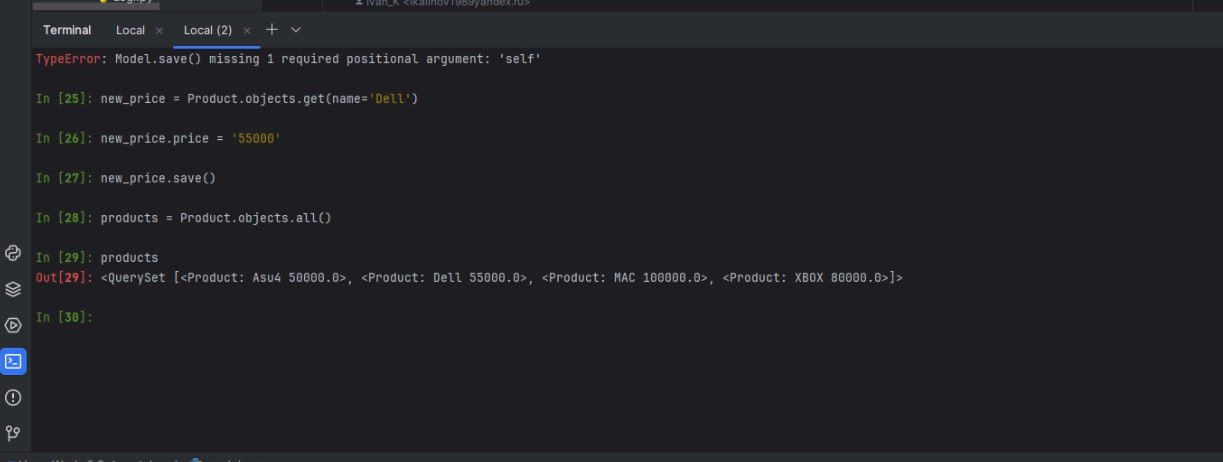 Ivan_K <ikalinov1989yandex.ru>
Terminal Local × Local (2) × +
TypeError: Model.save() missing 1 required positional argument: 'self'
In [25]: new_price = Product.objects.get(name='Dell')
In [26]: new_price.price = '55000'
In [27]: new_price.save()
In [28]: products = Product.objects.all()
In [29]: products
Out[29]: <QuerySet [<Product: Asu4 50000.0>, <Product: Dell 55000.0>, <Product: MAC 100000.0>, <Product: XBOX 80000.0>]>
In [30]: